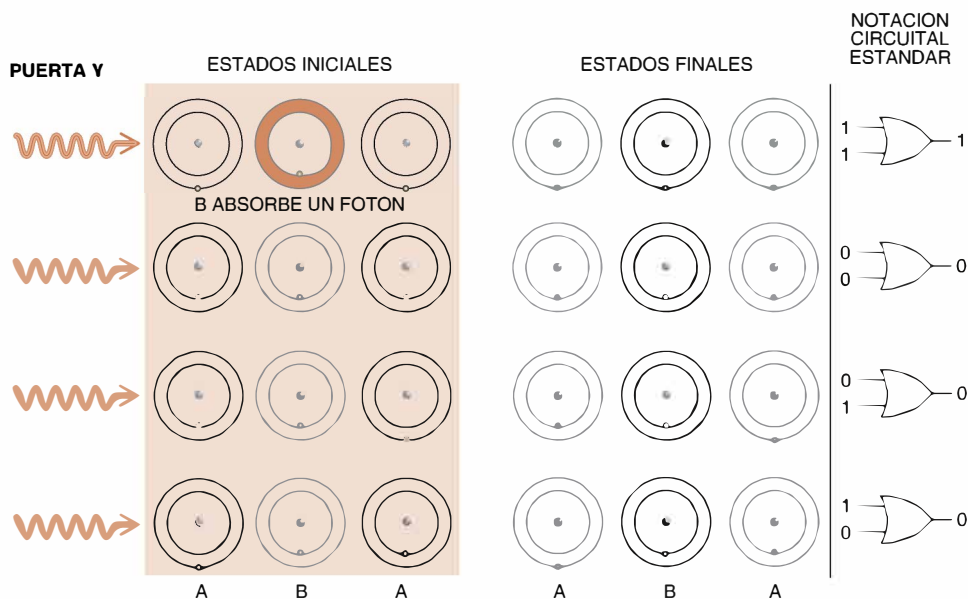 NOTACION
CIRCUITAL
ESTANDAR
PUERTA Y
ESTADOS INICIALES
ESTADOS FINALES
1
1
1
B ABSORBE UN FOTON
0
0
0
0
1
0
1
0
0
A B A
A B A